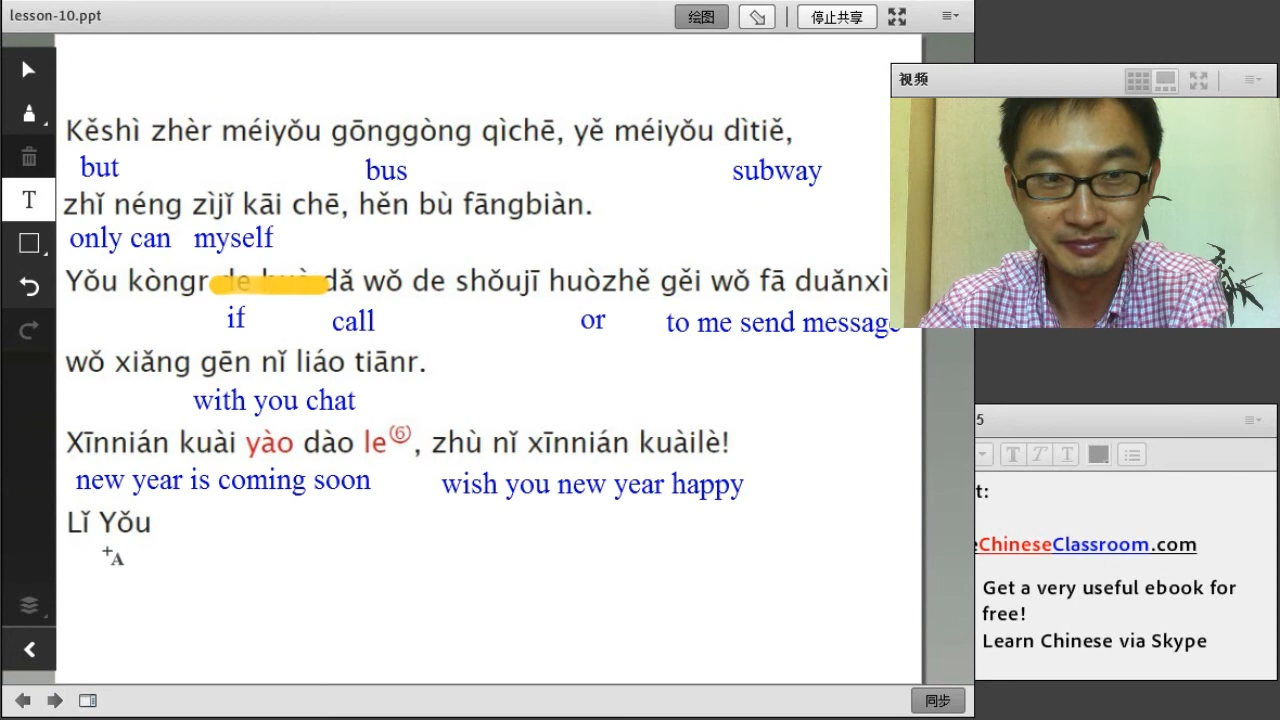 lesson-10.ppt
绘图
停止共享
视频
Kěshì zhèr méiyǒu gōnggòng qìchē, yě méiyǒu dìtiě,
but bus subway
zhǐ néng zìjǐ kāi chē, hěn bù fāngbiàn.
only can myself
Yǒu kòngr de huà dǎ wǒ de shǒujī huòzhě gěi wǒ fā duǎnxì
if call or to me send message
wǒ xiǎng gēn nǐ liáo tiānr.
with you chat
Xīnnián kuài yào dào le⑥, zhù nǐ xīnnián kuàilè!
new year is coming soon wish you new year happy
Lǐ Yǒu
T
A
5
T T T
t:
eChineseClassroom.com
Get a very useful ebook for
free!
Learn Chinese via Skype
同步